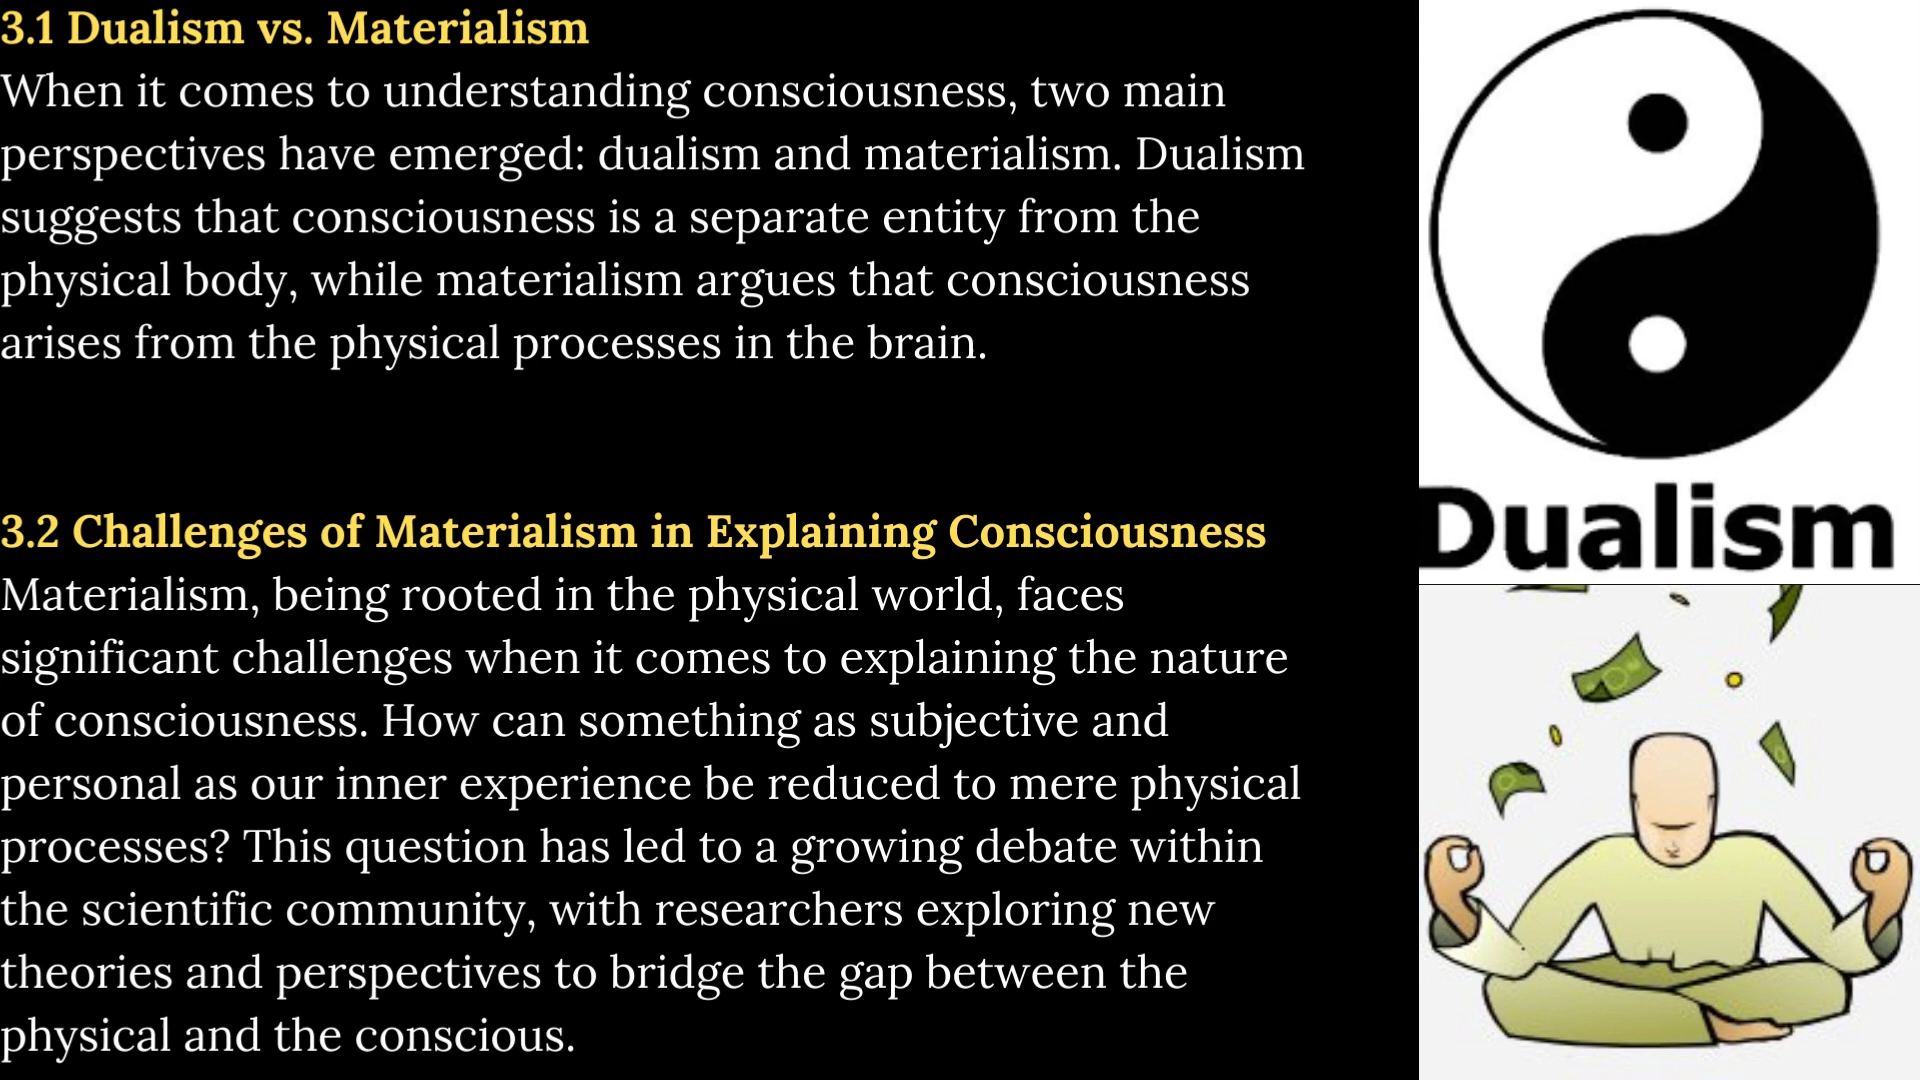 3.1 Dualism vs. Materialism
When it comes to understanding consciousness, two main
perspectives have emerged: dualism and materialism. Dualism
suggests that consciousness is a separate entity from the
physical body, while materialism argues that consciousness
arises from the physical processes in the brain.
3.2 Challenges of Materialism in Explaining Consciousness
Materialism, being rooted in the physical world, faces
significant challenges when it comes to explaining the nature
of consciousness. How can something as subjective and
personal as our inner experience be reduced to mere physical
processes? This question has led to a growing debate within
the scientific community, with researchers exploring new
theories and perspectives to bridge the gap between the
physical and the conscious.
Dualism